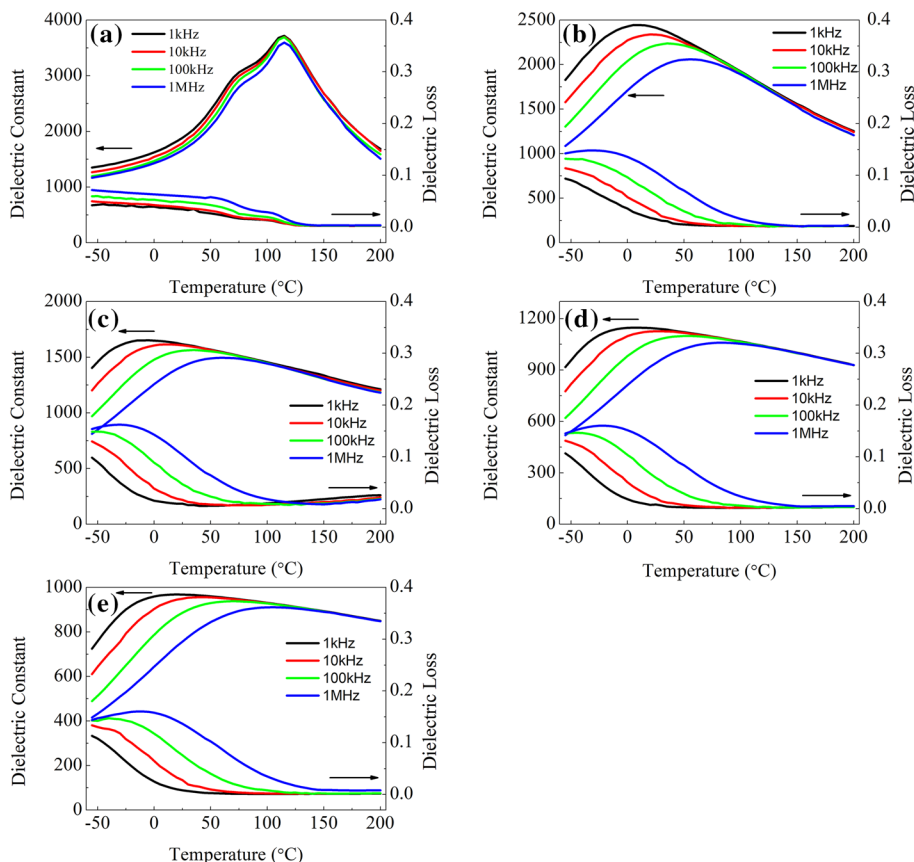 (a)
1kHz
10kHz
100kHz
1MHz
4000
3000
2000
1000
0
Dielectric Constant
0.4
0.3
0.2
0.1
0.0
Dielectric Loss
-50 0 50 100 150 200
Temperature (°C)
(b)
1kHz
10kHz
100kHz
1MHz
2500
2000
1500
1000
500
0
Dielectric Constant
0.4
0.3
0.2
0.1
0.0
Dielectric Loss
-50 0 50 100 150 200
Temperature (°C)
(c)
1kHz
10kHz
100kHz
1MHz
2000
1500
1000
500
0
Dielectric Constant
0.4
0.3
0.2
0.1
0.0
Dielectric Loss
-50 0 50 100 150 200
Temperature (°C)
(d)
1kHz
10kHz
100kHz
1MHz
1200
900
600
300
0
Dielectric Constant
0.4
0.3
0.2
0.1
0.0
Dielectric Loss
-50 0 50 100 150 200
Temperature (°C)
(e)
1kHz
10kHz
100kHz
1MHz
1000
800
600
400
200
0
Dielectric Constant
0.4
0.3
0.2
0.1
0.0
Dielectric Loss
-50 0 50 100 150 200
Temperature (°C)